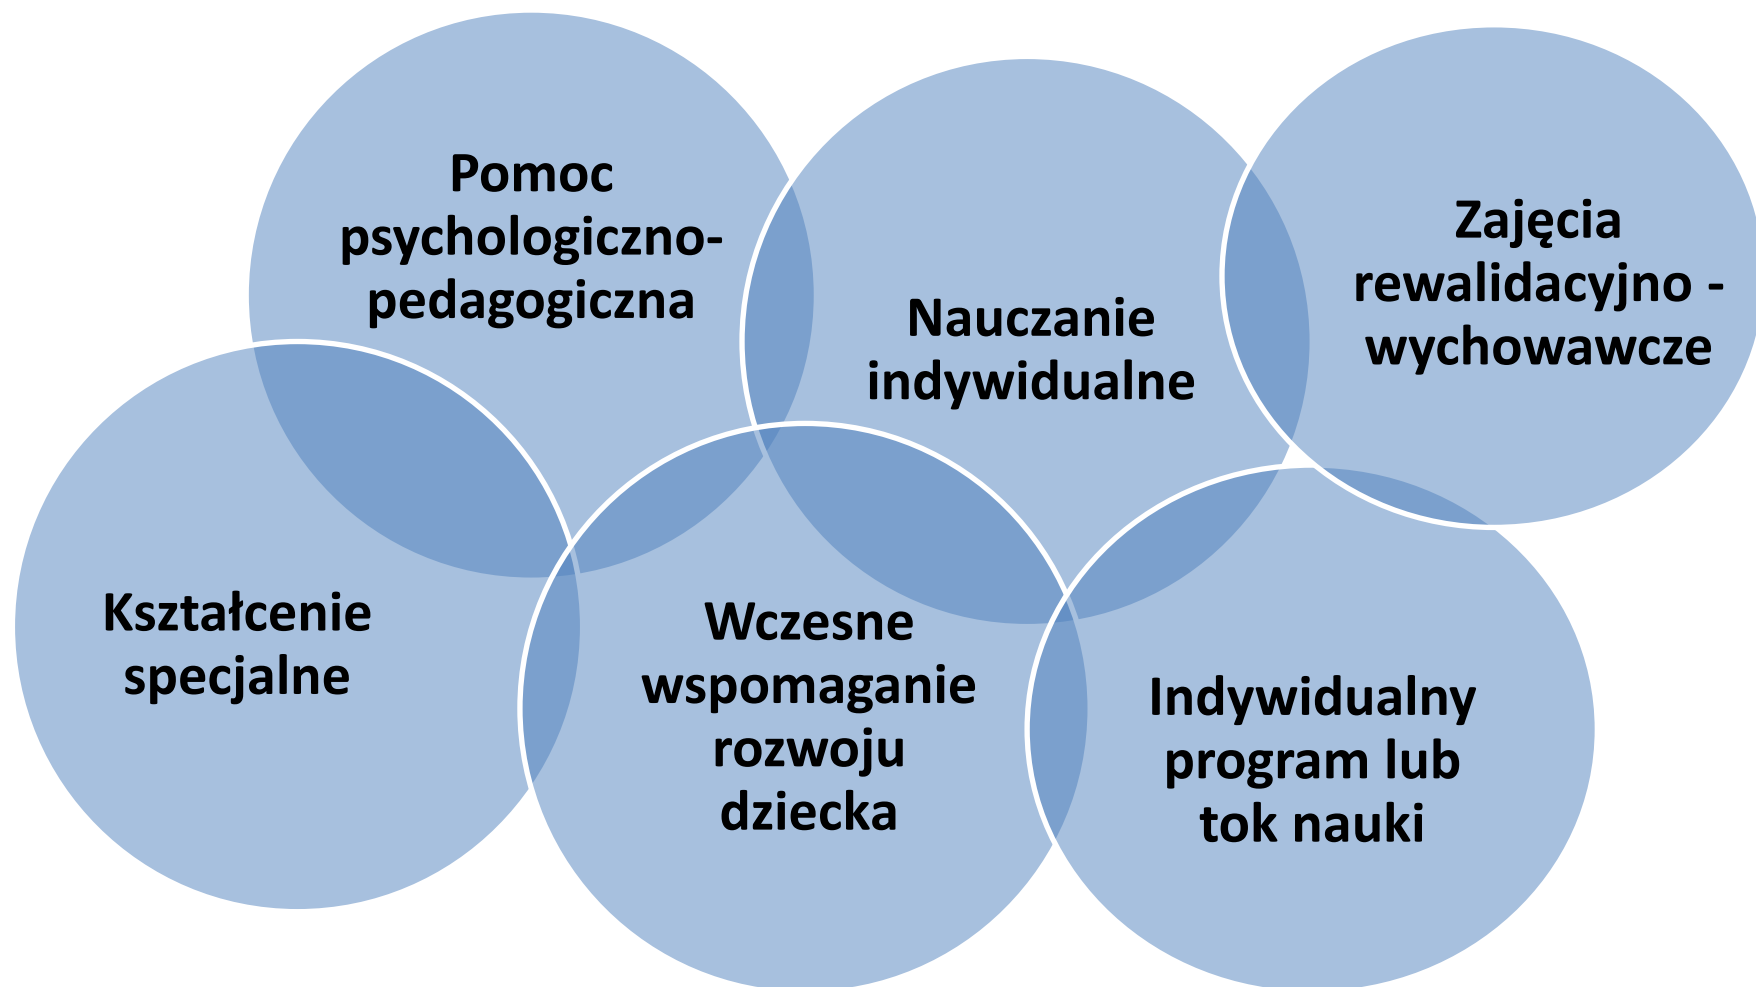 Pomoc
psychologiczno-
pedagogiczna
Nauczanie
indywidualne
Zajęcia
rewalidacyjno -
wychowawcze
Kształcenie
specjalne
Wczesne
wspomaganie
rozwoju
dziecka
Indywidualny
program lub
tok nauki